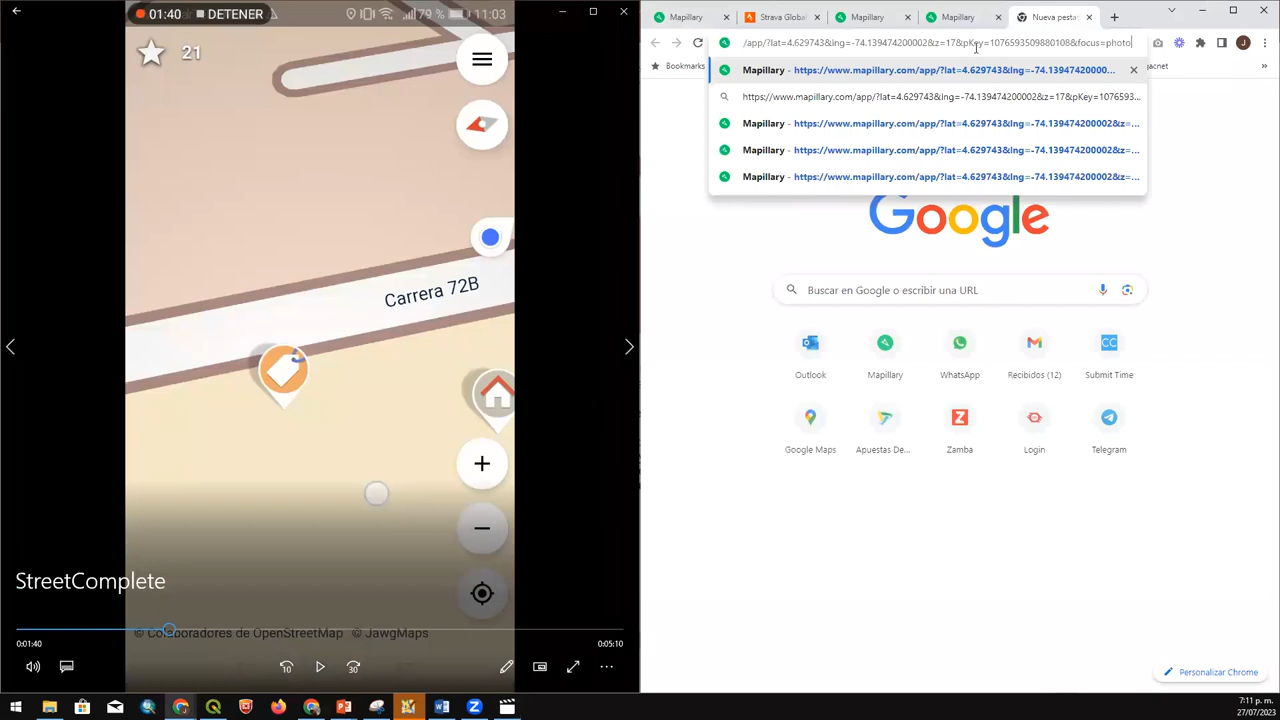 01:40 DETENER
79 % 11:03
21
Carrera 72B
StreetComplete
© Colaboradores de OpenStreetMap © JawgMaps
0:01:40
0:05:10
10
30
Mapillary
Strava Global
Mapillary
Mapillary
Nueva pesta
/app/?lat=4.629743&lng=-74.139474200002&z=17&pKey=1076593509880108&focus=photo
Bookmarks
gacnet
Mapillary - https://www.mapillary.com/app/?lat=4.629743&lng=-74.1394742000...
https://www.mapillary.com/app/?lat=4.629743&lng=-74.139474200002&z=17&pKey=1076593...
Mapillary - https://www.mapillary.com/app/?lat=4.629743&lng=-74.139474200002&z=...
Mapillary - https://www.mapillary.com/app/?lat=4.629743&lng=-74.139474200002&z=...
Mapillary - https://www.mapillary.com/app/?lat=4.629743&lng=-74.139474200002&z=...
Google
Buscar en Google o escribir una URL
Outlook
Mapillary
WhatsApp
Recibidos (12)
CC
Submit Time
Google Maps
Apuestas De...
Zamba
Login
Telegram
Personalizar Chrome
7:11 p. m.
27/07/2023